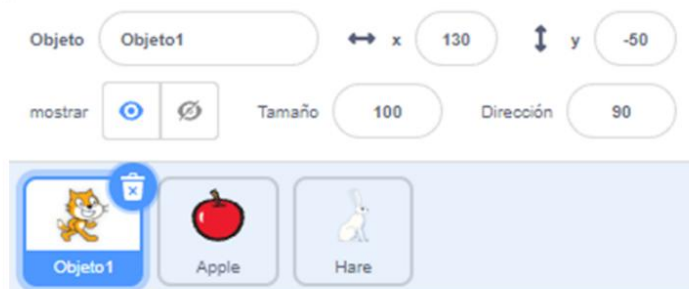 Objeto Objeto1 x 130 y -50
mostrar Tamaño 100 Dirección 90
Objeto1 Apple Hare